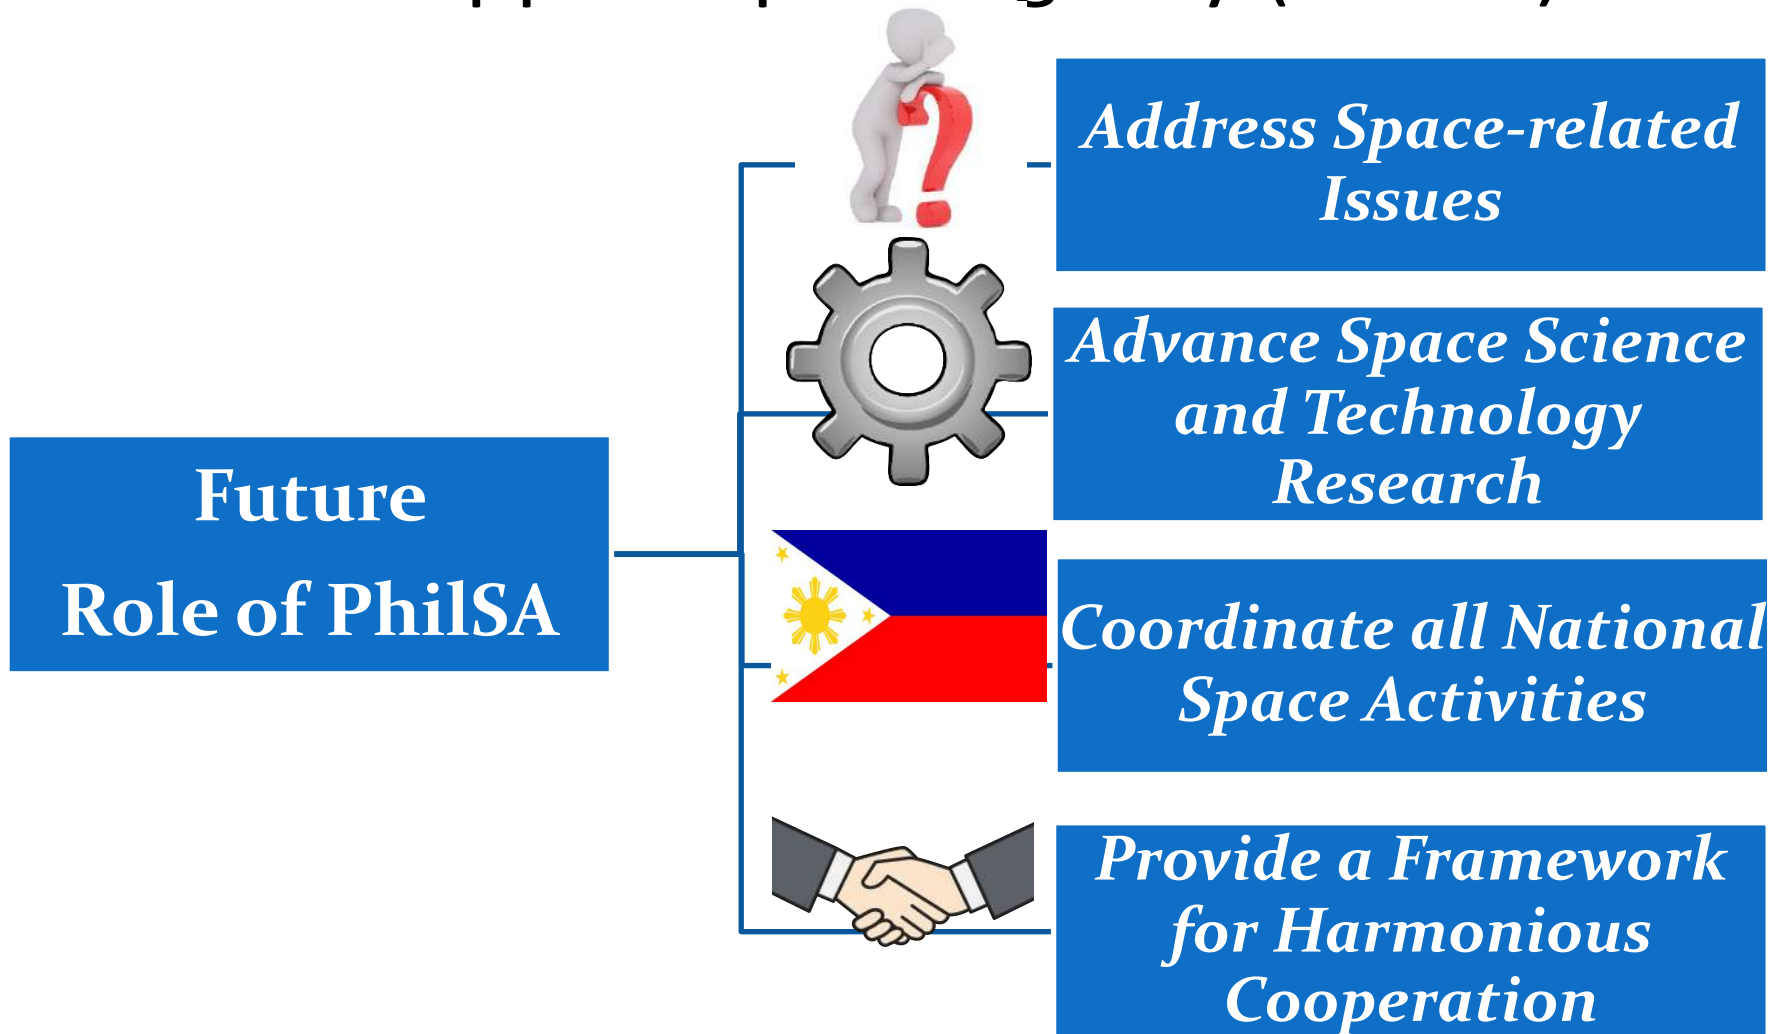 Future
Role of PhilSA
Address Space-related
Issues
Advance Space Science
and Technology
Research
Coordinate all National
Space Activities
Provide a Framework
for Harmonious
Cooperation